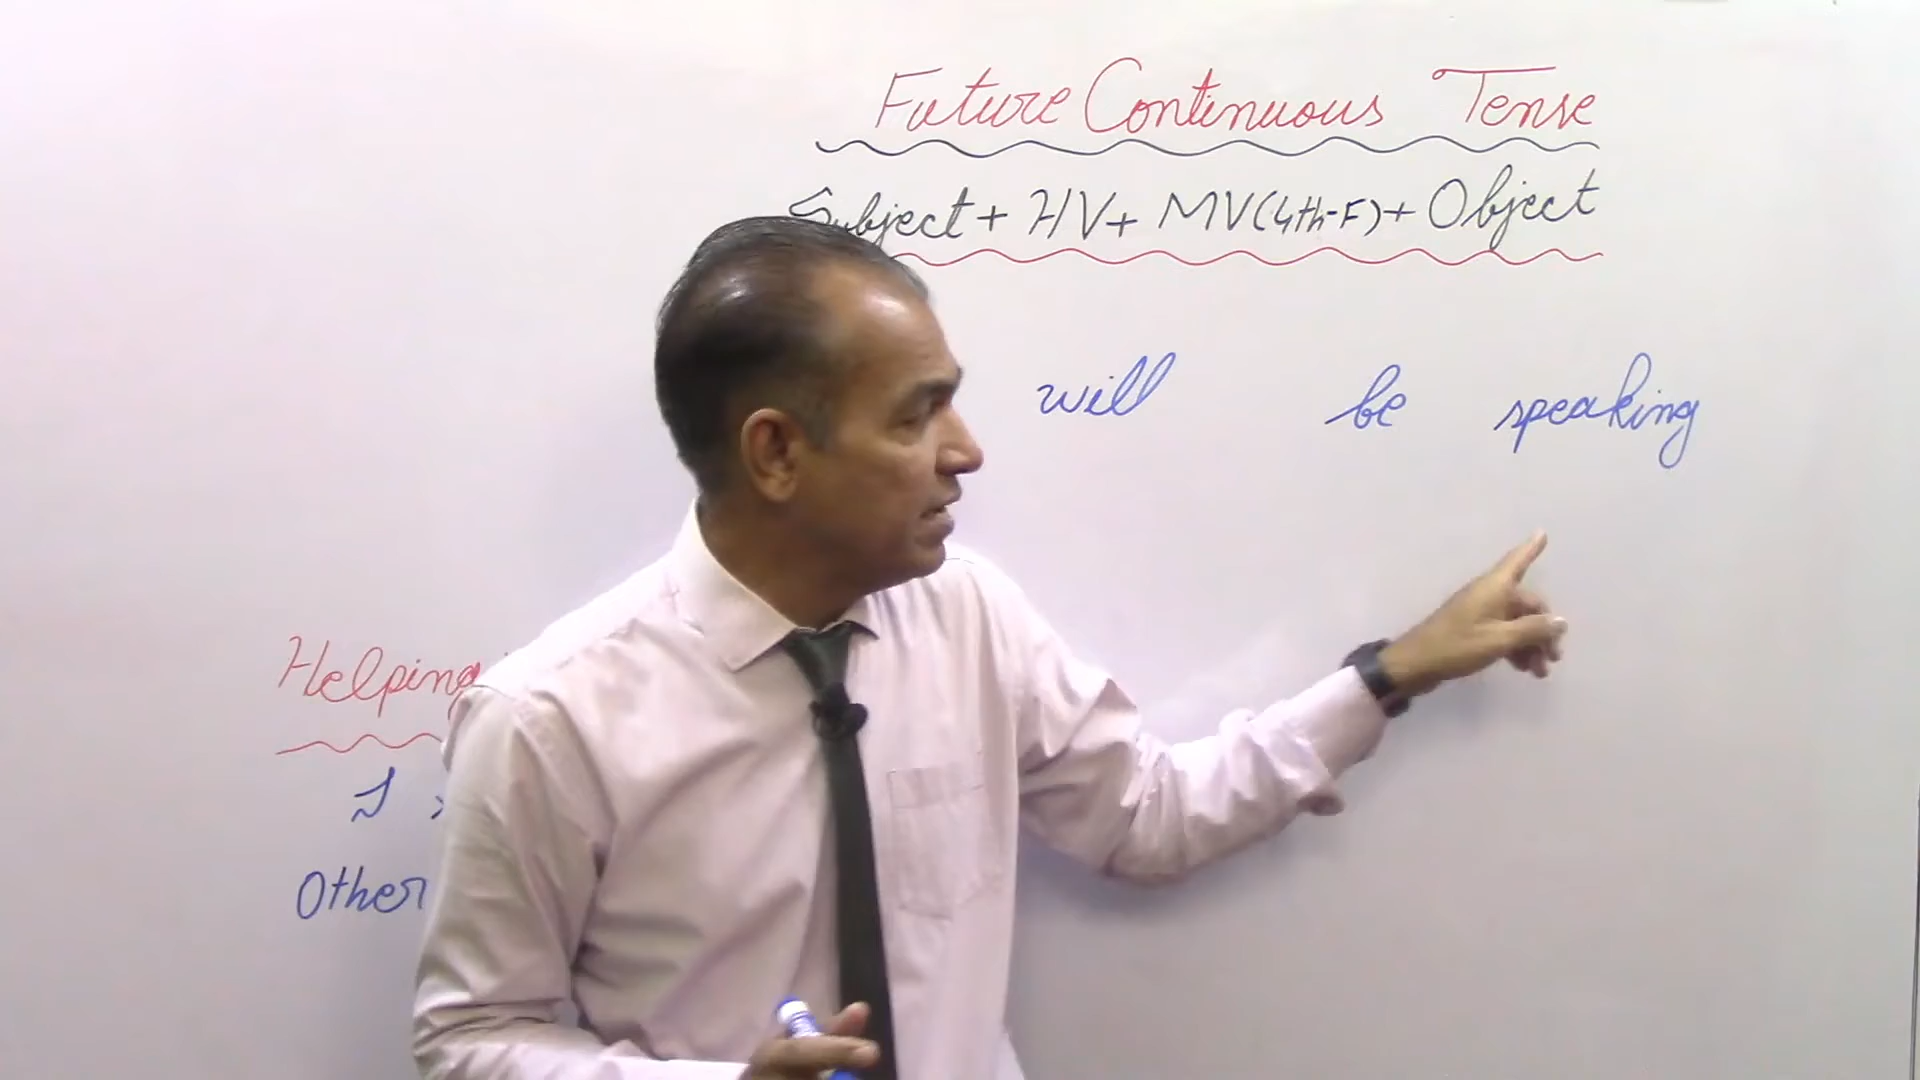 Future Continuous Tense
Subject + HV + MV (4th-F) + Object
will be speaking
Helping
I
Other